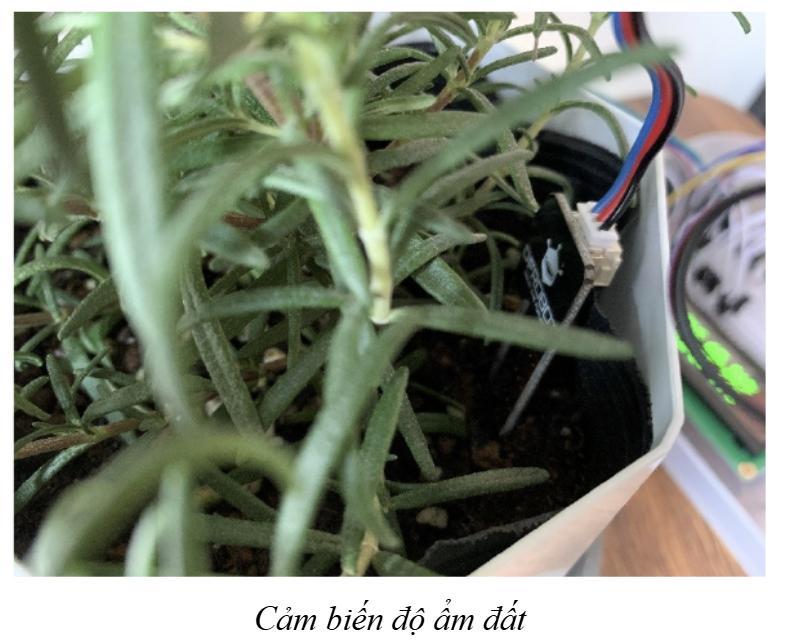 Cảm biến độ ẩm đất